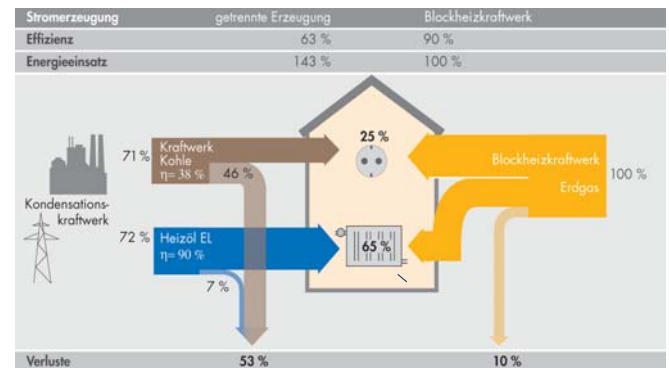 Stromerzeugung getrennte Erzeugung Blockheizkraftwerk
Effizienz 63 % 90 %
Energieeinsatz 143 % 100 %
25 %
71 % Kraftwerk
Kohle
η= 38 % 46 %
Blockheizkraftwerk
Erdgas
100 %
Kondensations-
kraftwerk
72 % Heizöl EL
η= 90 %
65 %
7 %
Verluste 53 % 10 %